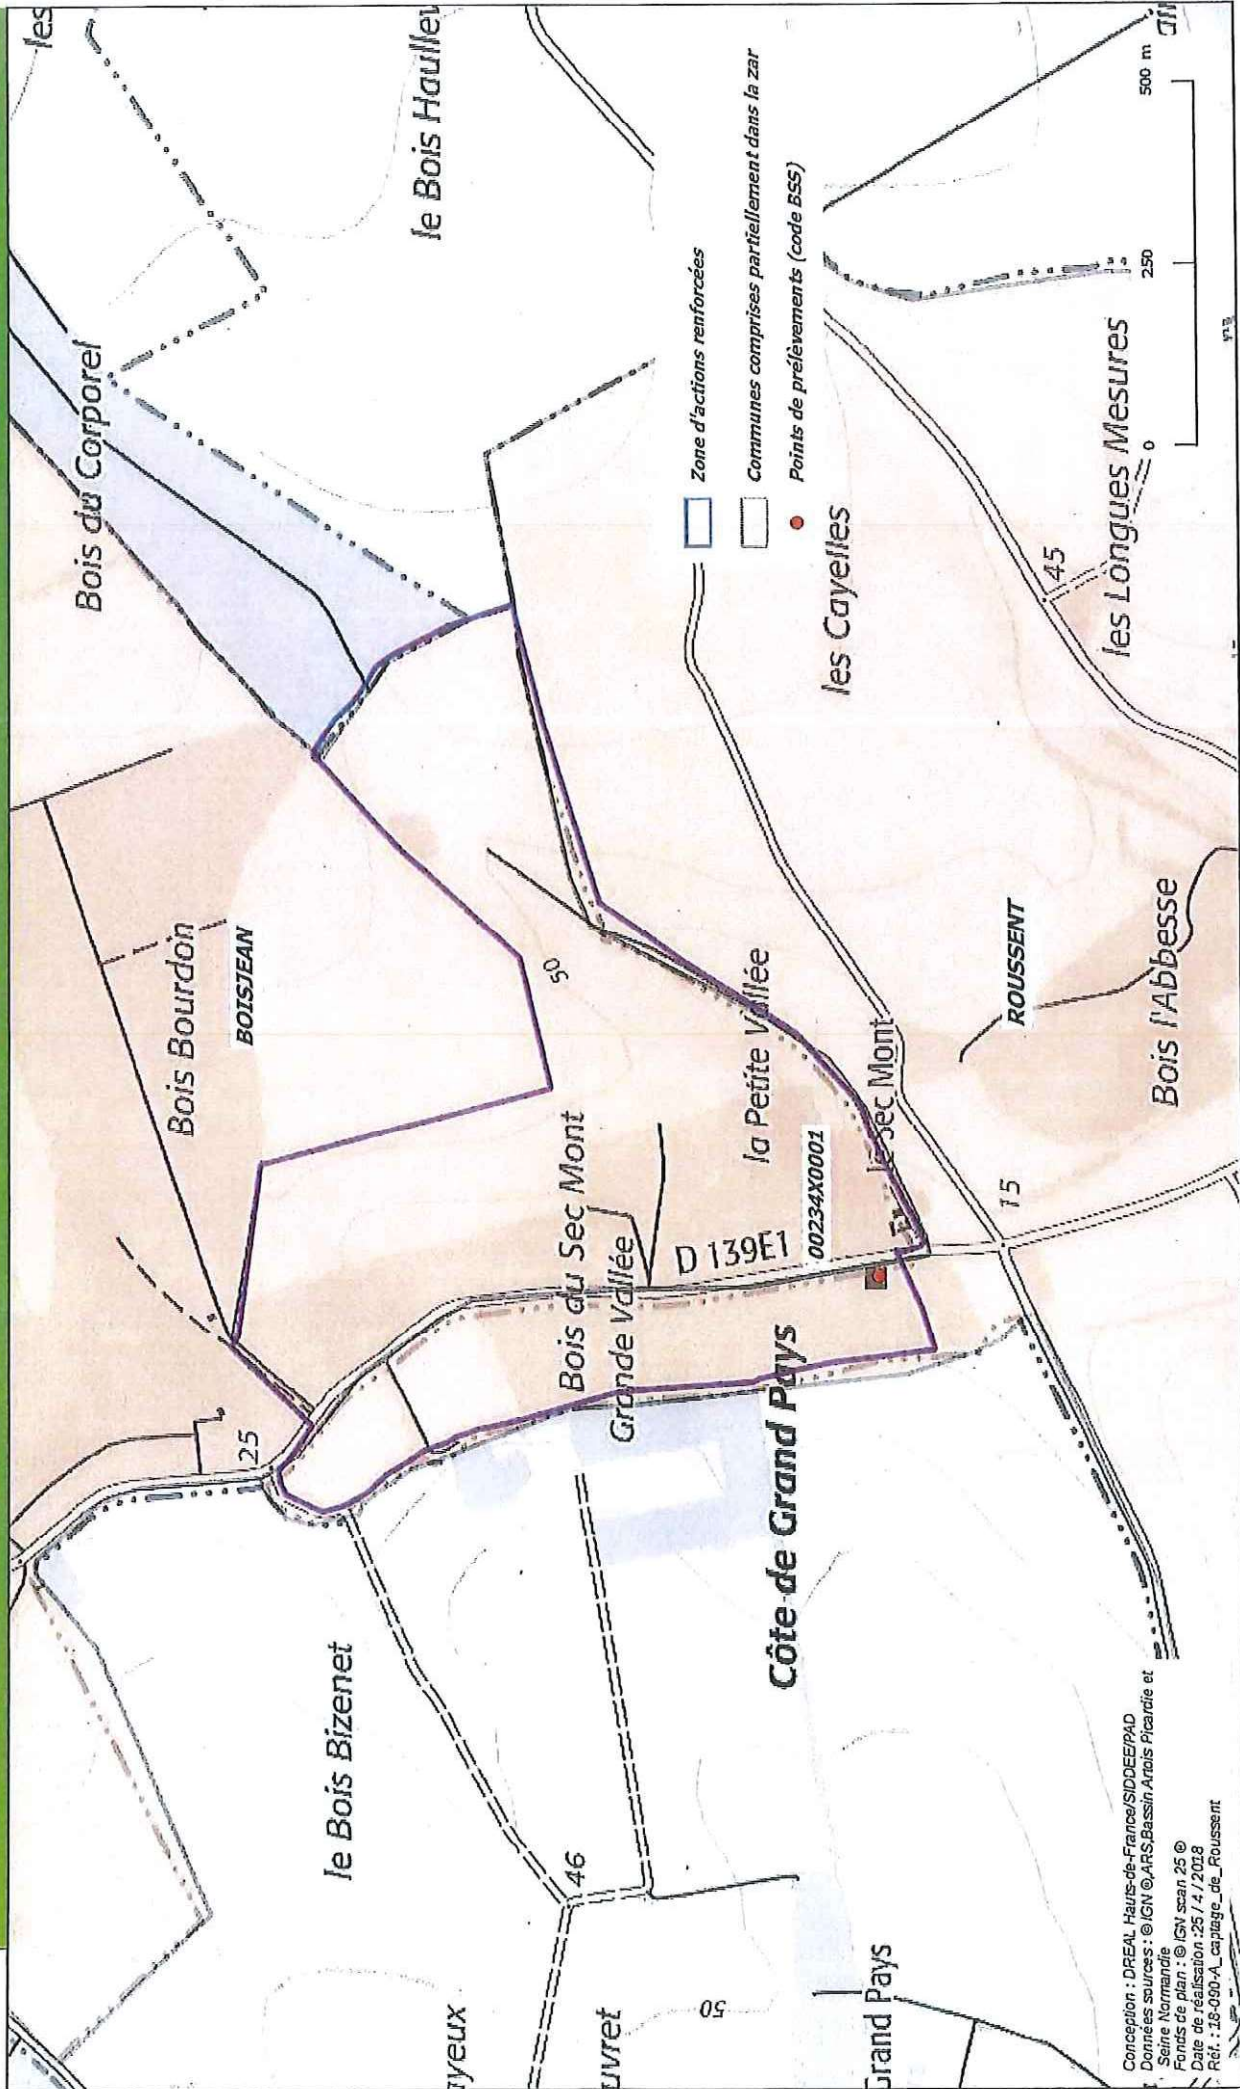 Bois du Corporel
le Bois Haullev
les
Bois Bourdon
BOISJEAN
50
25
le Bois Bizenet
Bois du Sec Mont
Grande Vallée
D 139E1
la Petite Vallée
00234X0001
le Sec Mont
Côte de Grand Pays
46
50
Grand Pays
ayeux
uvret
15
ROUSSENT
Bois l'Abbesse
les Cayelles
45
les Longues Mesures
Zone d'actions renforcées
Communes comprises partiellement dans la zar
Points de prélèvements (code BSS)
0 250 500 m
Conception : DREAL Hauts-de-France/SIDDEE/PAD
Données sources : © IGN ©,ARS,Bassin Artois Picardie et
Seine Normandie
Fonds de plan : © IGN scan 25 ©
Date de réalisation :25 / 4 / 2018
Réf. : 18-090-A_captage_de_Roussent